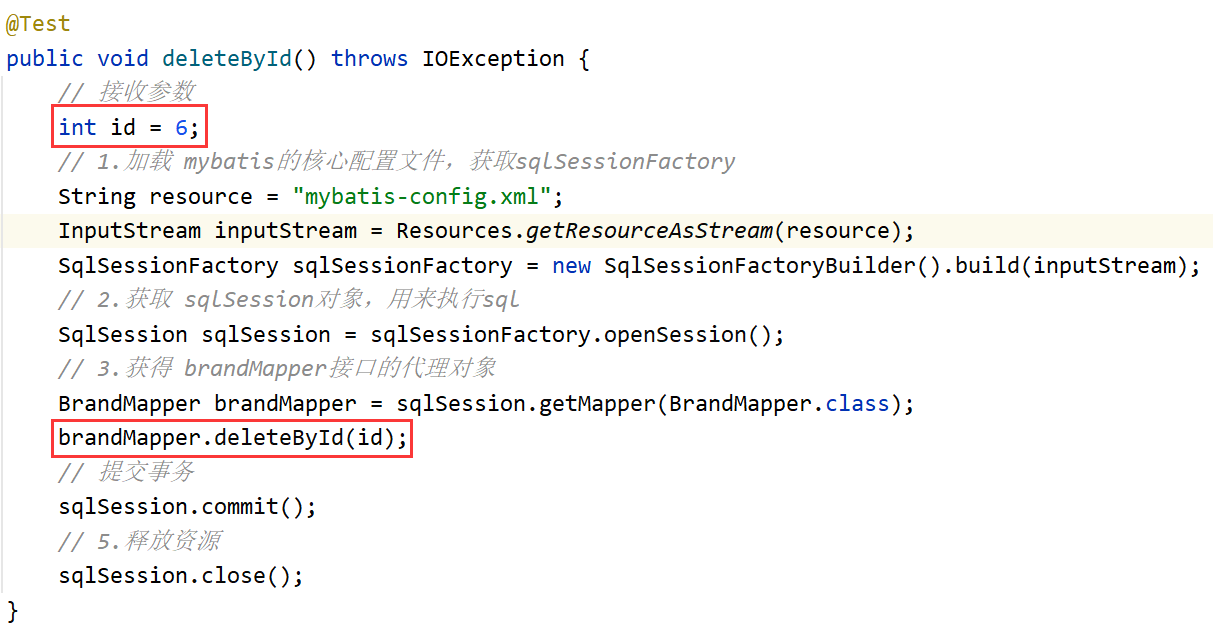 @Test
public void deleteById() throws IOException {
// 接收参数
int id = 6;
// 1.加载 mybatis的核心配置文件，获取sqlSessionFactory
String resource = "mybatis-config.xml";
InputStream inputStream = Resources.getResourceAsStream(resource);
SqlSessionFactory sqlSessionFactory = new SqlSessionFactoryBuilder().build(inputStream);
// 2.获取 sqlSession对象，用来执行sql
SqlSession sqlSession = sqlSessionFactory.openSession();
// 3.获得 brandMapper接口的代理对象
BrandMapper brandMapper = sqlSession.getMapper(BrandMapper.class);
brandMapper.deleteById(id);
// 提交事务
sqlSession.commit();
// 5.释放资源
sqlSession.close();
}